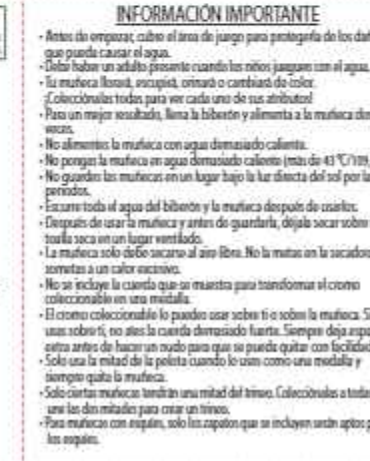 INFORMACIÓN IMPORTANTE
- Antes de empezar, cubre el área de juego para protegerla de los dañ
que pueda causar el agua.
- Debe haber un adulto presente cuando los niños jueguen con el agua.
- Tu muñeca llorará, escupirá, orinará o cambiará de color.
¡Colecciónalas todas para ver cada uno de sus atributos!
- Para un mejor resultado, llena la biberón y alimenta a la muñeca dos
veces.
- No alimentes la muñeca con agua demasiado caliente.
- No pongas la muñeca en agua demasiado caliente (más de 43 °C/109
- No guardes las muñecas en un lugar bajo la luz directa del sol por la
periodos.
- Escurre toda el agua del biberón y la muñeca después de usarlos.
- Después de usar la muñeca y antes de guardarla, déjala secar sobre
toalla seca en un lugar ventilado.
- La muñeca solo debe secarse al aire libre. No la metas en la secadora
sometas a un calor excesivo.
- No se incluye la cuerda que se muestra para transformar el cromo
coleccionable en una medalla.
- El cromo coleccionable lo puedes usar sobre ti o sobre la muñeca. Si
usas sobre ti, no ates la cuerda demasiado fuerte. Siempre deja espa
extra antes de hacer un nudo para que se pueda quitar con facilidad
- Solo usa la mitad de la pelota cuando lo uses como una medalla y
siempre quita la muñeca.
- Solo ciertas muñecas tendrán una mitad del trineo. Colecciónalas a todas
une las dos mitades para crear un trineo.
- Para muñecas con esquíes, solo los zapatos que se incluyen serán aptos p
los esquíes.